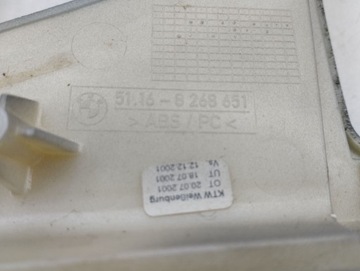 51.16-8 268 651
>ABS/PC<
KTW Weißenburg
OT 20.07.2001
UT 18.07.2001
Vs. 12.12.2001